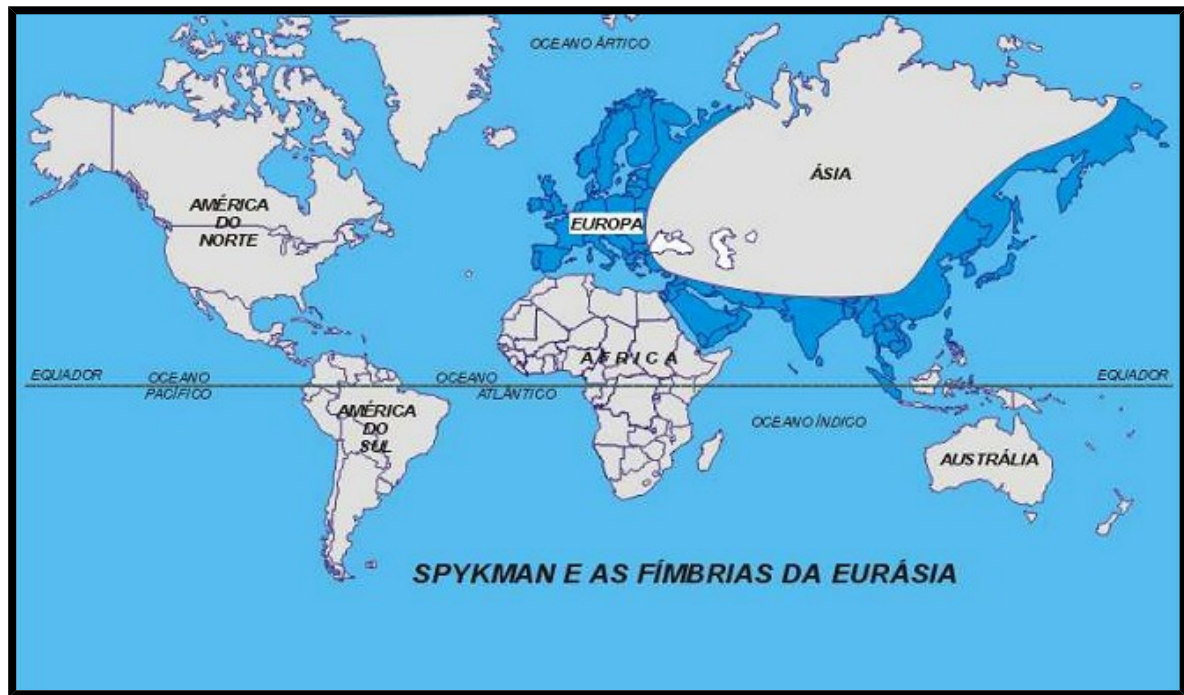 OCEANO ÁRTICO
ÁSIA
AMÉRICA
DO
NORTE
EUROPA
ÁFRICA
EQUADOR
OCEANO
PACÍFICO
OCEANO
ATLÂNTICO
EQUADOR
AMÉRICA
DO
SUL
OCEANO ÍNDICO
AUSTRÁLIA
SPYKMAN E AS FÍMBRIAS DA EURÁSIA